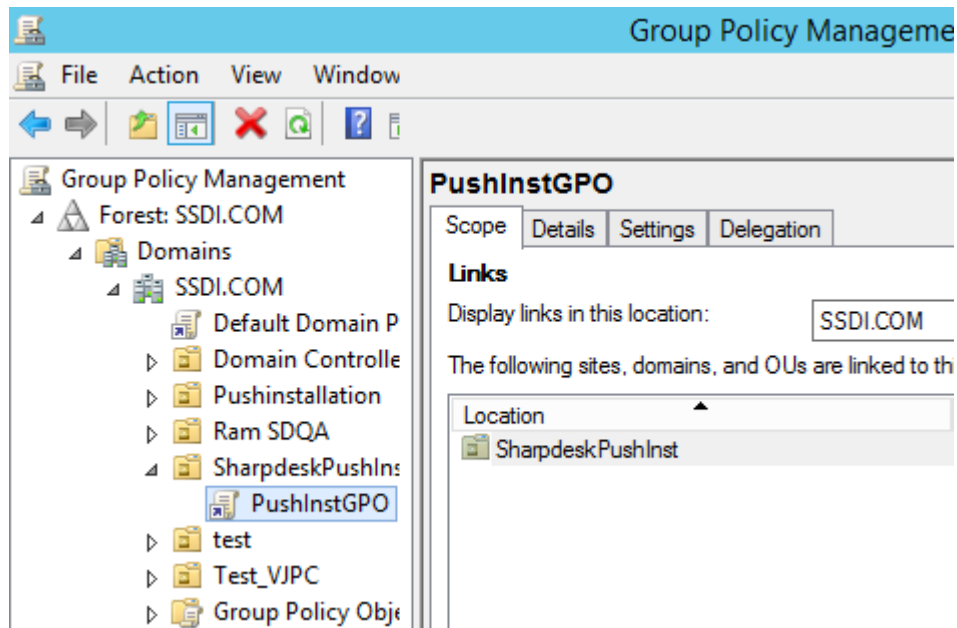 Group Policy Manageme
File Action View Window
Group Policy Management
Forest: SSDI.COM
Domains
SSDI.COM
Default Domain P
Domain Controlle
Pushinstallation
Ram SDQA
SharpdeskPushIns
PushInstGPO
test
Test_VJPC
Group Policy Obje
PushInstGPO
Scope Details Settings Delegation
Links
Display links in this location: SSDI.COM
The following sites, domains, and OUs are linked to thi
Location
SharpdeskPushInst